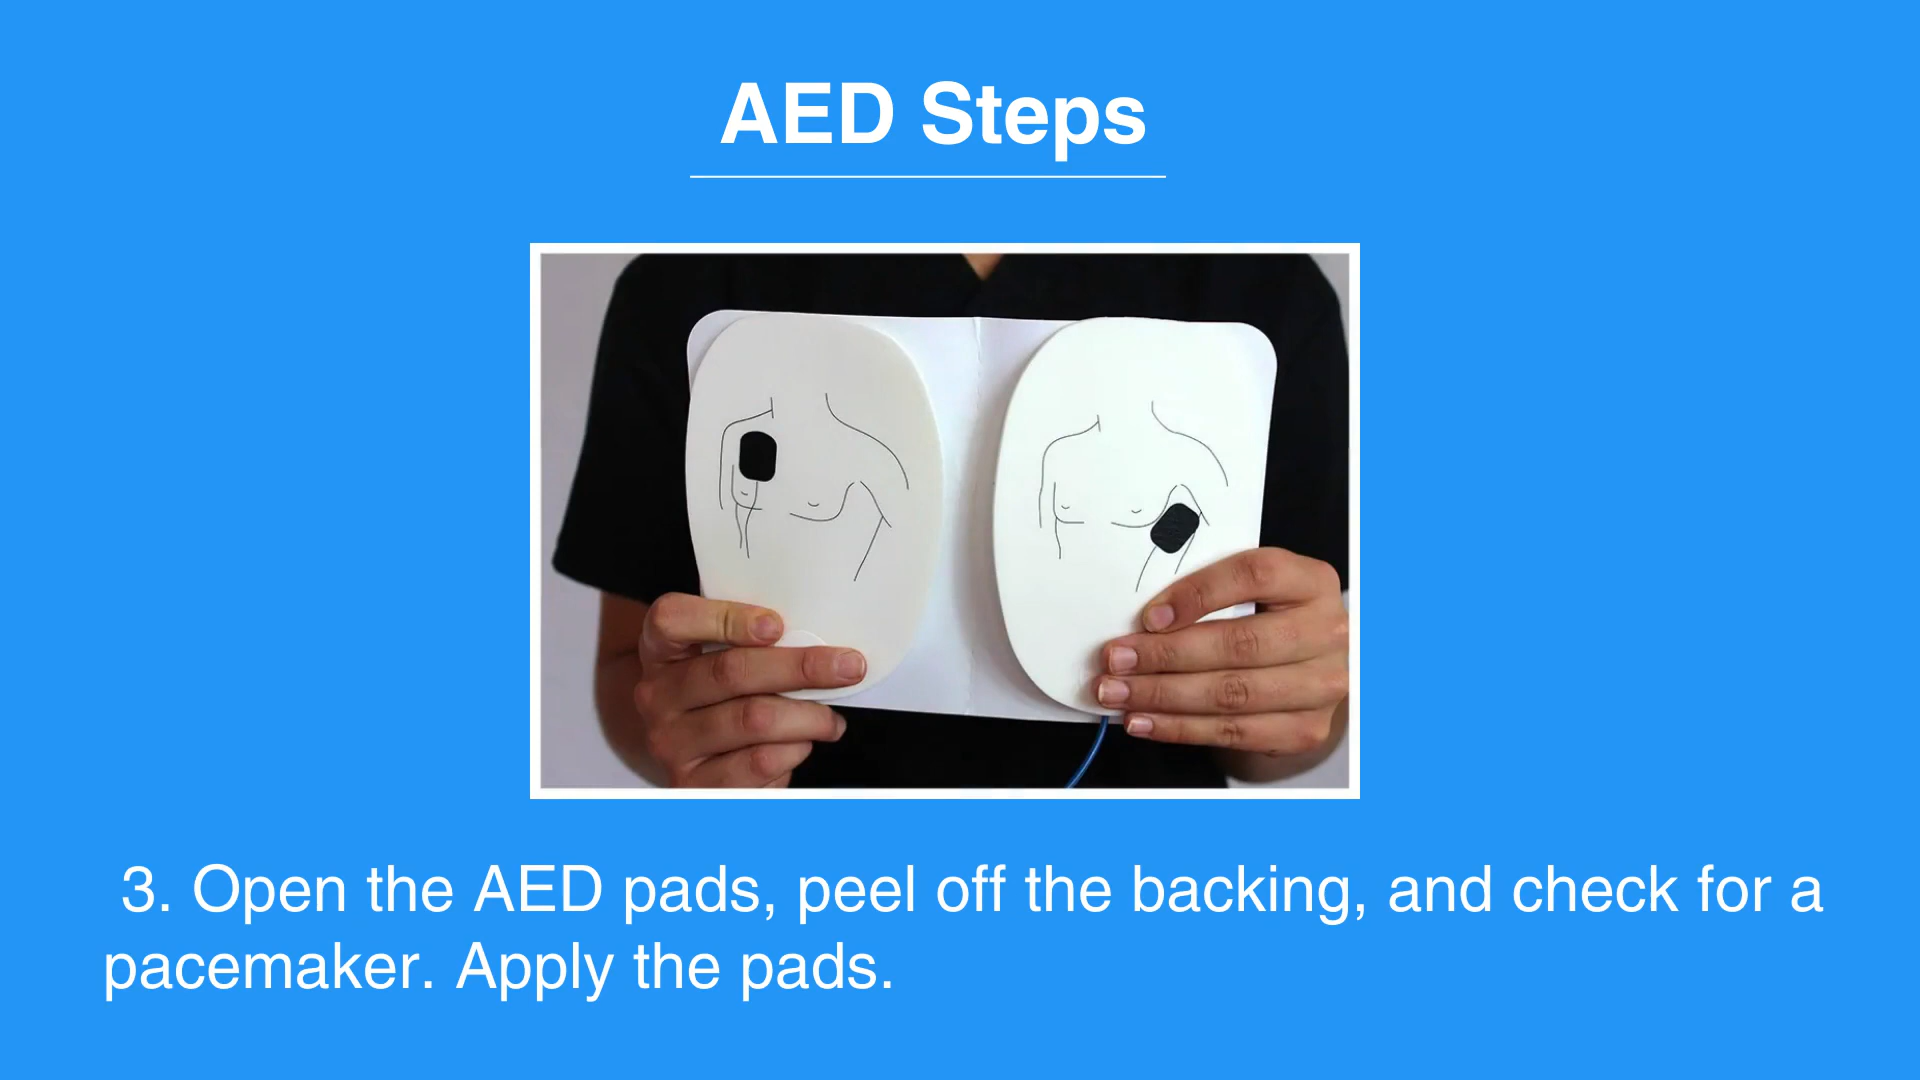 AED Steps
3. Open the AED pads, peel off the backing, and check for a
pacemaker. Apply the pads.